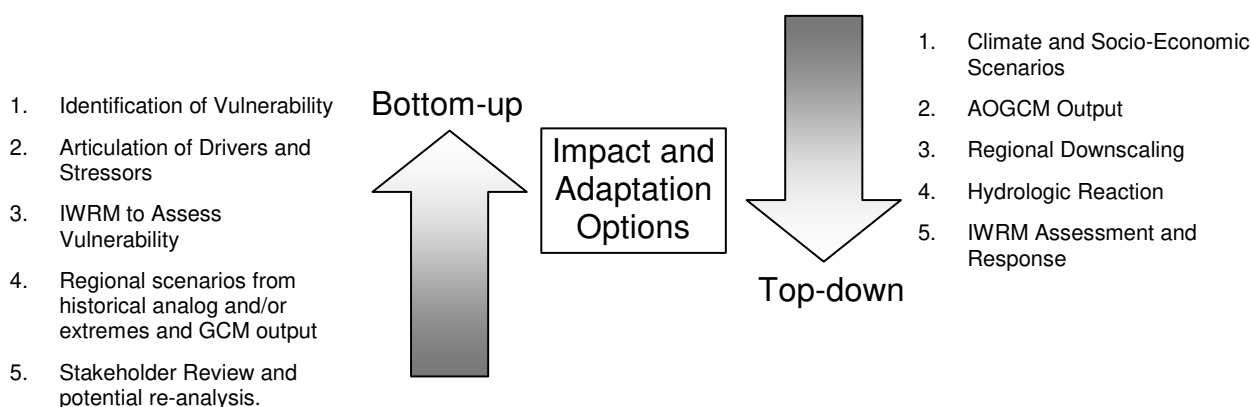 1. Identification of Vulnerability
2. Articulation of Drivers and
Stressors
3. IWRM to Assess
Vulnerability
4. Regional scenarios from
historical analog and/or
extremes and GCM output
5. Stakeholder Review and
potential re-analysis.
Bottom-up
Impact and
Adaptation
Options
Top-down
1. Climate and Socio-Economic
Scenarios
2. AOGCM Output
3. Regional Downscaling
4. Hydrologic Reaction
5. IWRM Assessment and
Response